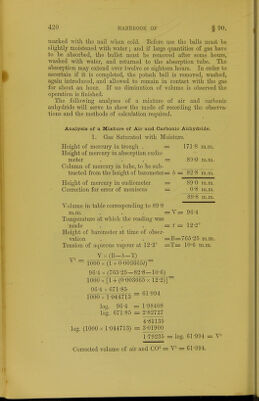 420 HANDBOOK OF § 90,
washed with the nail when cold. Before use the balls must be
slightly moistened with water; and if large quantities of gas have
to be absorbed, the bullet must be removed after some hours,
washed with water, and returned to the absorption tube. The
absorption may extend over twelve or eighteen hours. In order to
ascertain if it is completed, the potash ball is removed, washed,
again introduced, and allowed to remain in contact with the gas
for about an hour. If no diminution of volume is observed the
operation is finished.
The following analyses of a mixture of air and carbonic
anhydride will serve to show the mode of recording the observa-
tions and the methods of calculation required.
Analysis of a Mixture of Air and Carbonic Anhydride.
1. Gas Saturated with Moisture.
Height of mercury in trough . = 171·8 m.m.
Height of mercury in absorption eudio-
meter = 89·0 m.m.
Column of mercury in tube, to be sub-
tracted from the height of barometer = b = 82·8 m.m.
Height of mercury in eudiometer = 89·0 m.m.
Correction for error of meniscus = 0·8 m.m.
89·8 m.m.
Volume in table corresponding to 89·8
m.m. = V = 96·4
Temperature at which the reading was
made = t = 12·2°
Height of barometer at time of obser-
vation = B = 765·25 m.m.
Tension of aqueous vapour at 12·2° = T = 10·6 m.m.
V × (B—b—T)
V¹ = 1000 × (1 + 0·003665t) =
96·4 × (765·25—82·8—10·6)
1000 × [1 + (0·003665 × 12·2)] =
96·4 × 671·85
1000 × 1·044713 = 61·994
log. 96·4 = 1·98408
log. 671·85 = 2·82727
4·81135
log. (1000 × 1·044713) = 3·01900
1·79235 = log. 61·994 = V¹
Corrected volume of air and CO² = V¹ = 61·994.